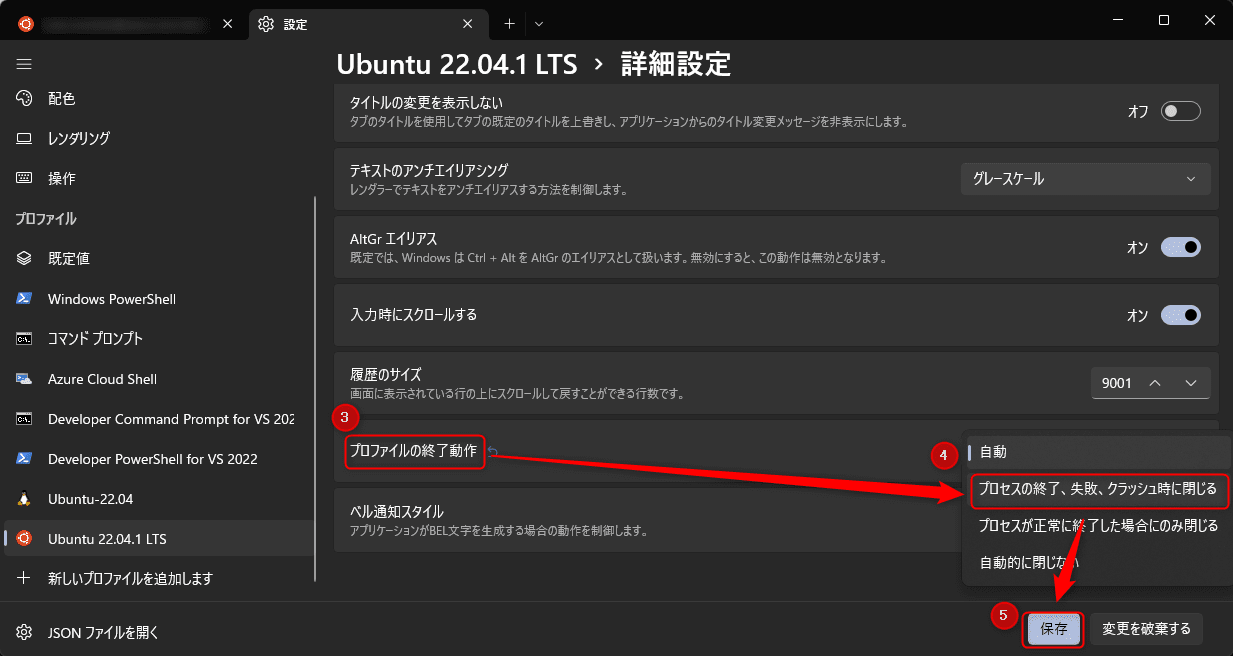 設定
Ubuntu 22.04.1 LTS › 詳細設定
配色
レンダリング
操作
プロファイル
既定値
Windows PowerShell
コマンド プロンプト
Azure Cloud Shell
Developer Command Prompt for VS 202
Developer PowerShell for VS 2022
Ubuntu-22.04
Ubuntu 22.04.1 LTS
新しいプロファイルを追加します
JSON ファイルを開く
タイトルの変更を表示しない
タブのタイトルを使用してタブの既定のタイトルを上書きし、アプリケーションからのタイトル変更メッセージを非表示にします。
オフ
テキストのアンチエイリアシング
レンダラーでテキストをアンチエイリアスする方法を制御します。
グレースケール
AltGr エイリアス
既定では、Windows は Ctrl + Alt を AltGr のエイリアスとして扱います。無効にすると、この動作は無効となります。
オン
入力時にスクロールする
オン
履歴のサイズ
画面に表示されている行の上にスクロールして戻すことができる行数です。
9001
3
プロファイルの終了動作
4
自動
プロセスの終了、失敗、クラッシュ時に閉じる
プロセスが正常に終了した場合にのみ閉じる
自動的に閉じない
ベル通知スタイル
アプリケーションがBEL文字を生成する場合の動作を制御します。
5
保存
変更を破棄する